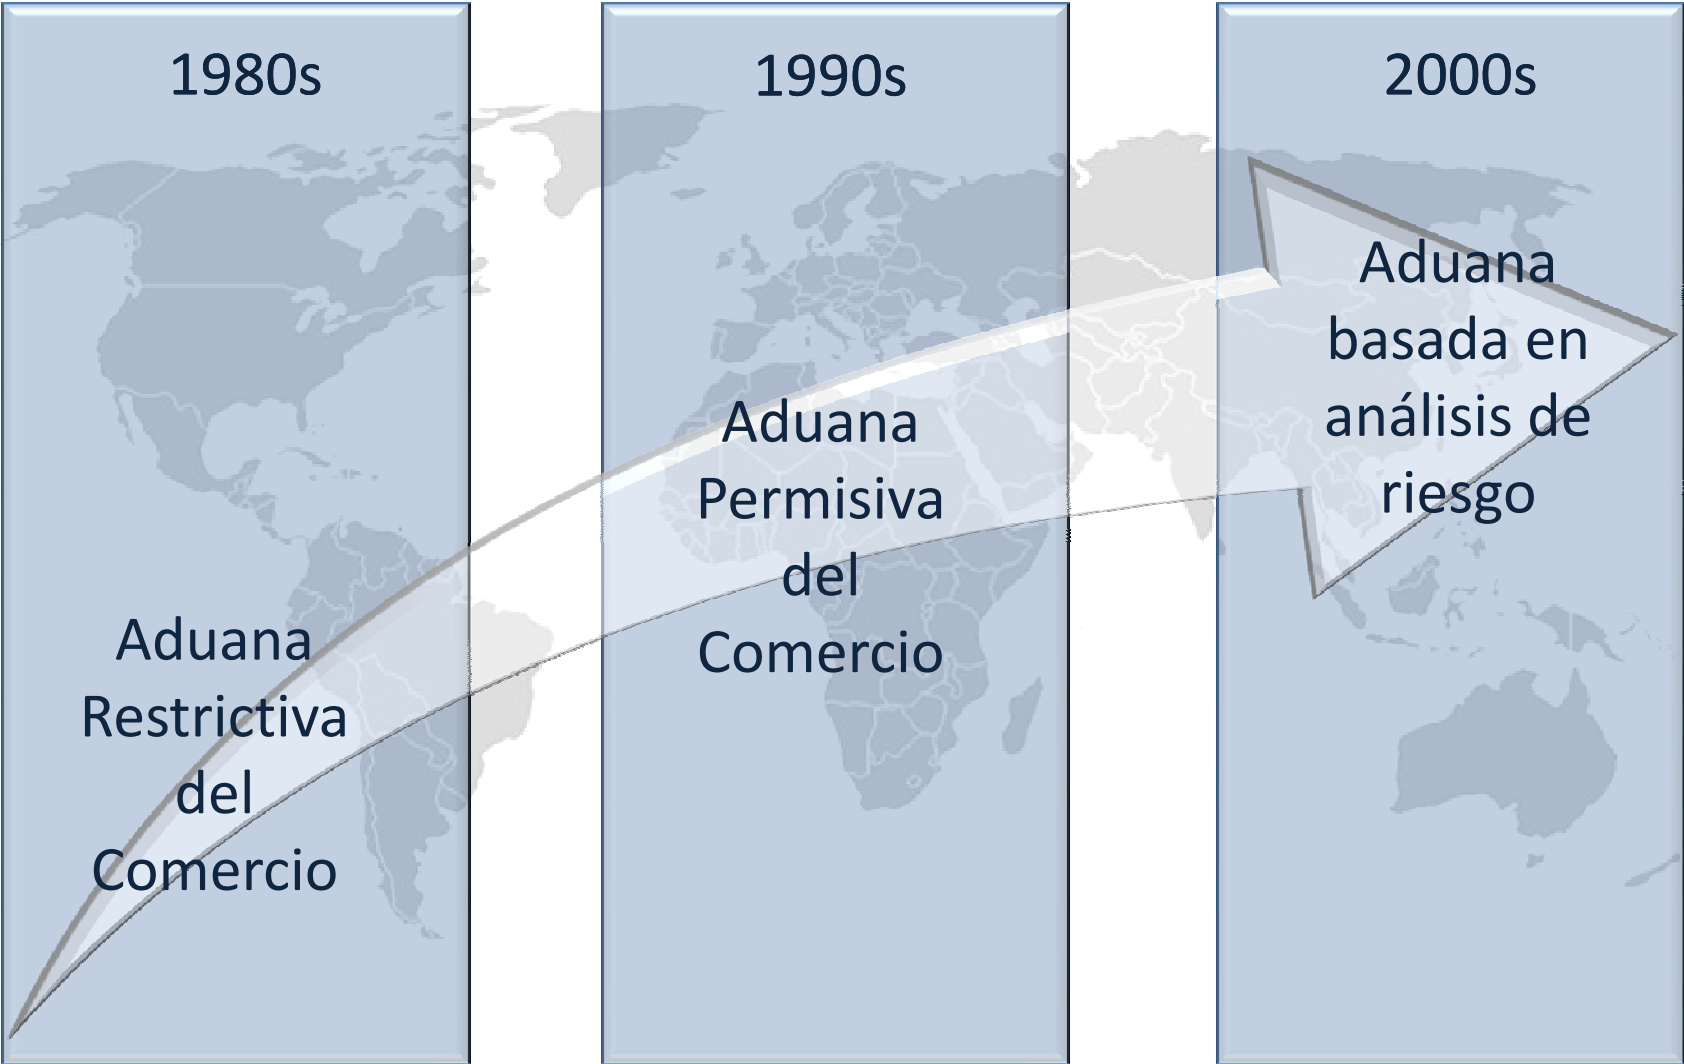 1980s
Aduana
Restrictiva
del
Comercio
1990s
Aduana
Permisiva
del
Comercio
2000s
Aduana
basada en
análisis de
riesgo